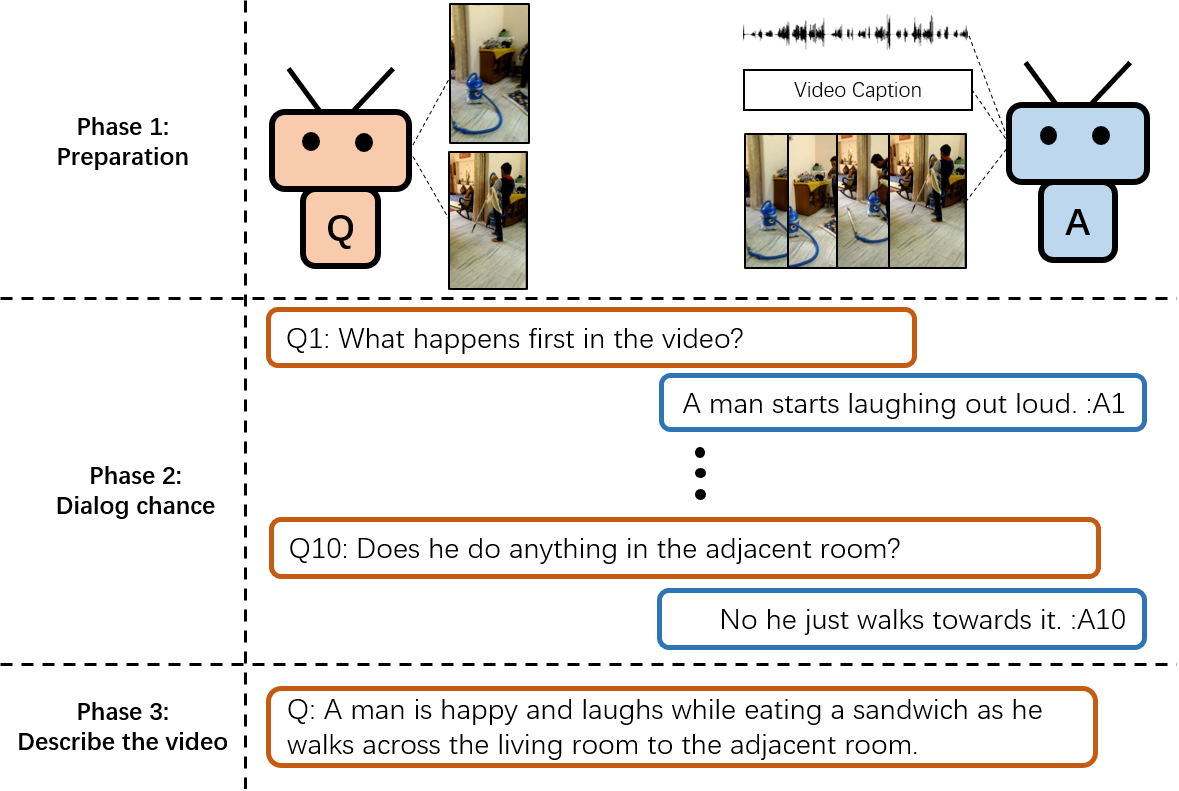 Phase 1:
Preparation
Q
Video Caption
A
Q1: What happens first in the video?
A man starts laughing out loud. :A1
Phase 2:
Dialog chance
Q10: Does he do anything in the adjacent room?
No he just walks towards it. :A10
Phase 3:
Describe the video
Q: A man is happy and laughs while eating a sandwich as he
walks across the living room to the adjacent room.